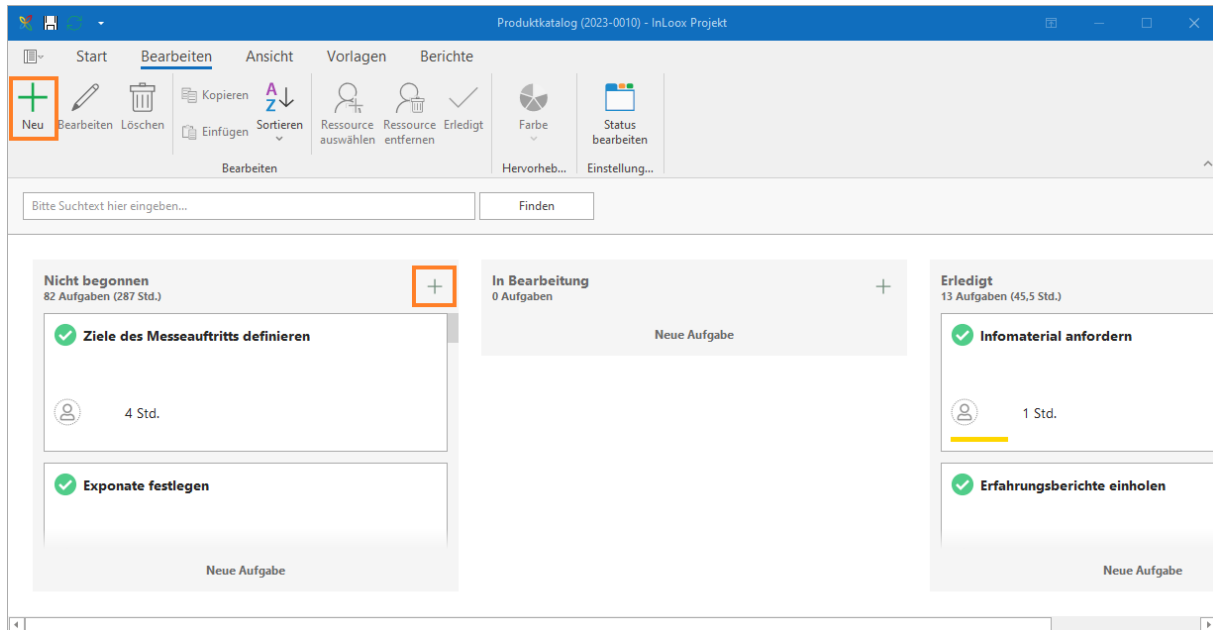 Produktkatalog (2023-0010) - InLoox Projekt
Start Bearbeiten Ansicht Vorlagen Berichte
Neu Bearbeiten Löschen
Kopieren
Einfügen
A
Z
Sortieren
Ressource auswählen
Ressource entfernen
Erledigt
Farbe
Status bearbeiten
Bearbeiten
Hervorheb...
Einstellung...
Bitte Suchtext hier eingeben...
Finden
Nicht begonnen
82 Aufgaben (287 Std.)
Ziele des Messeauftritts definieren
4 Std.
Exponate festlegen
Neue Aufgabe
In Bearbeitung
0 Aufgaben
Neue Aufgabe
Erledigt
13 Aufgaben (45,5 Std.)
Infomaterial anfordern
1 Std.
Erfahrungsberichte einholen
Neue Aufgabe